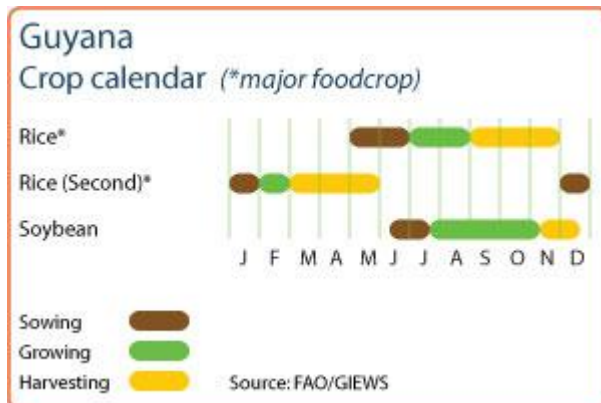 Guyana
Crop calendar (*major foodcrop)
Rice*
Rice (Second)*
Soybean
J F M A M J J A S O N D
Sowing
Growing
Harvesting
Source: FAO/GIEWS